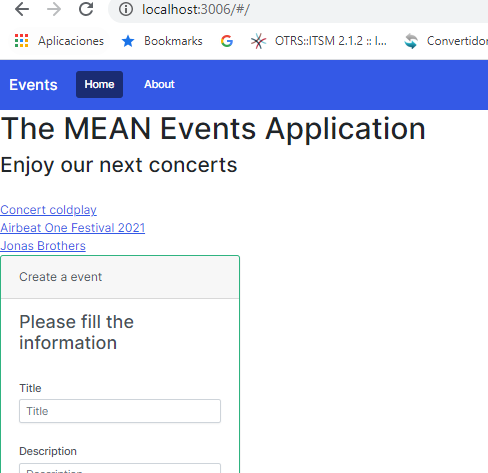 localhost:3006/#/
Aplicaciones Bookmarks OTRS::ITSM 2.1.2 :: I... Convertidor
Events Home About
The MEAN Events Application
Enjoy our next concerts
Concert coldplay
Airbeat One Festival 2021
Jonas Brothers
Create a event
Please fill the
information
Title
Title
Description
Description